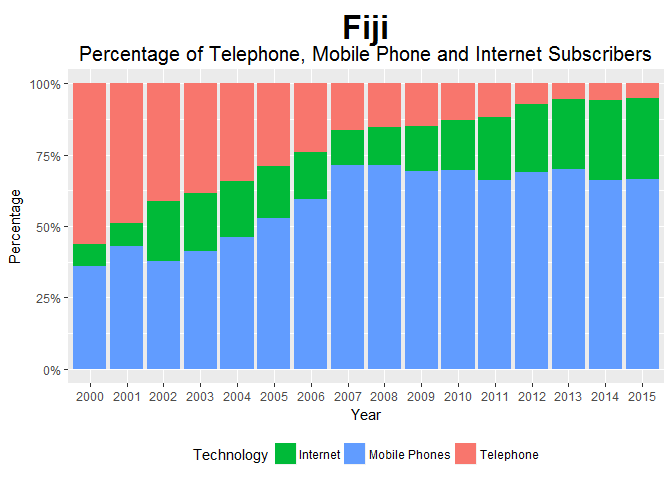 Fiji
Percentage of Telephone, Mobile Phone and Internet Subscribers
100%
75%
50%
25%
0%
Percentage
2000 2001 2002 2003 2004 2005 2006 2007 2008 2009 2010 2011 2012 2013 2014 2015
Year
Technology Internet Mobile Phones Telephone